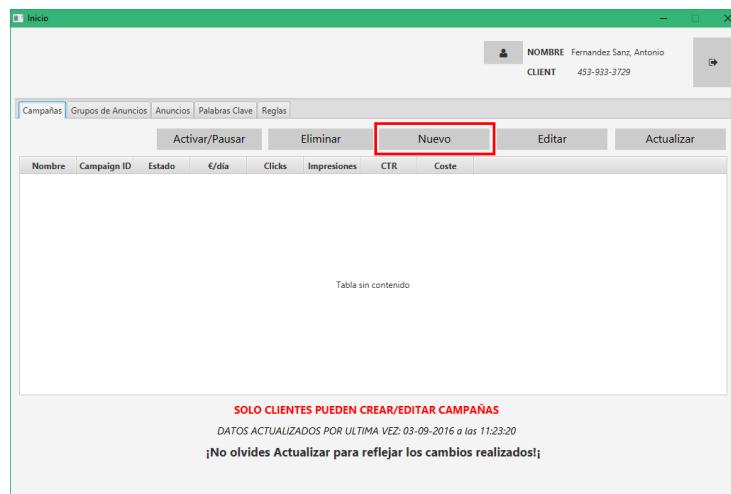 Inicio
NOMBRE Fernandez Sanz, Antonio
CLIENT 453-933-3729
Campañas Grupos de Anuncios Anuncios Palabras Clave Reglas
Activar/Pausar Eliminar Nuevo Editar Actualizar
Nombre Campaign ID Estado €/día Clicks Impresiones CTR Coste
Tabla sin contenido
SOLO CLIENTES PUEDEN CREAR/EDITAR CAMPAÑAS
DATOS ACTUALIZADOS POR ULTIMA VEZ: 03-09-2016 a las 11:23:20
¡No olvides Actualizar para reflejar los cambios realizados!¡